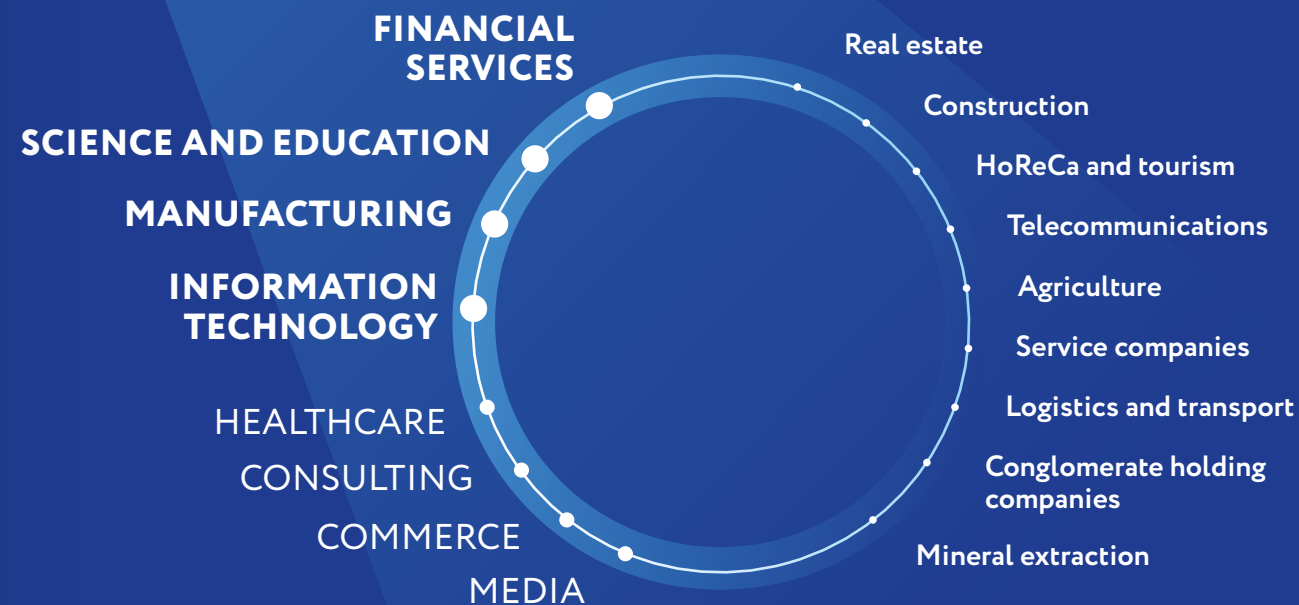 FINANCIAL
SERVICES
SCIENCE AND EDUCATION
MANUFACTURING
INFORMATION
TECHNOLOGY
HEALTHCARE
CONSULTING
COMMERCE
MEDIA
Real estate
Construction
HoReCa and tourism
Telecommunications
Agriculture
Service companies
Logistics and transport
Conglomerate holding
companies
Mineral extraction